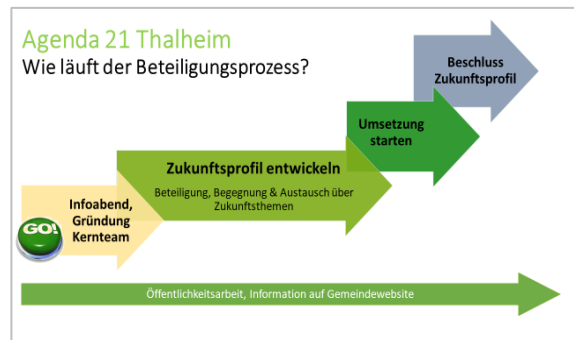 Agenda 21 Thalheim
Wie läuft der Beteiligungsprozess?
Beschluss
Zukunftsprofil
Umsetzung
starten
Zukunftsprofil entwickeln
Beteiligung, Begegnung & Austausch über
Zukunftsthemen
Infoabend,
Gründung
Kernteam
GO!
Öffentlichkeitsarbeit, Information auf Gemeindewebsite